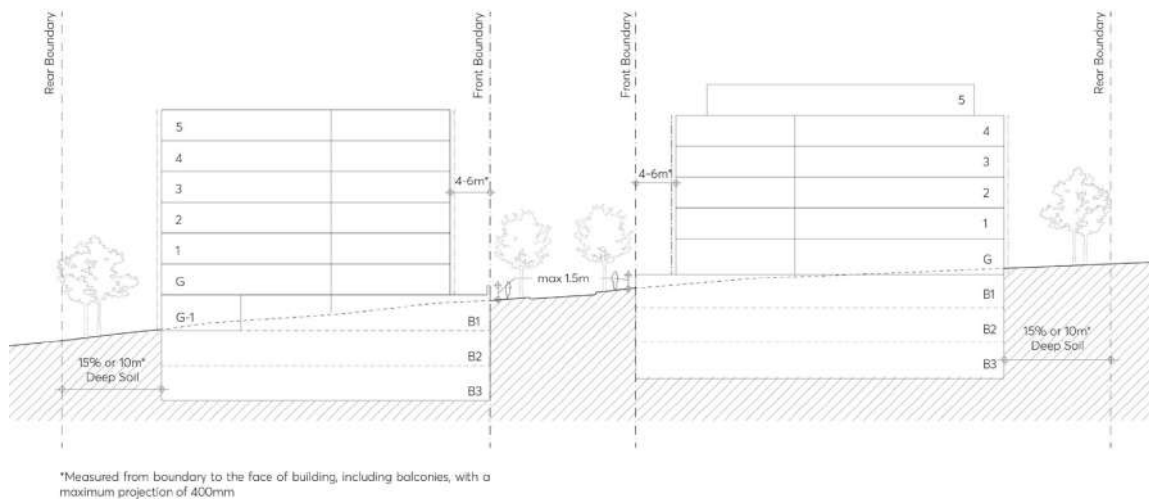 Rear Boundary
Front Boundary
Front Boundary
Rear Boundary
5
4
3
2
1
G
G-1
B1
B2
B3
4-6m*
max 1.5m
15% or 10m*
Deep Soil
4-6m*
5
4
3
2
1
G
B1
B2
B3
15% or 10m*
Deep Soil
*Measured from boundary to the face of building, including balconies, with a
maximum projection of 400mm